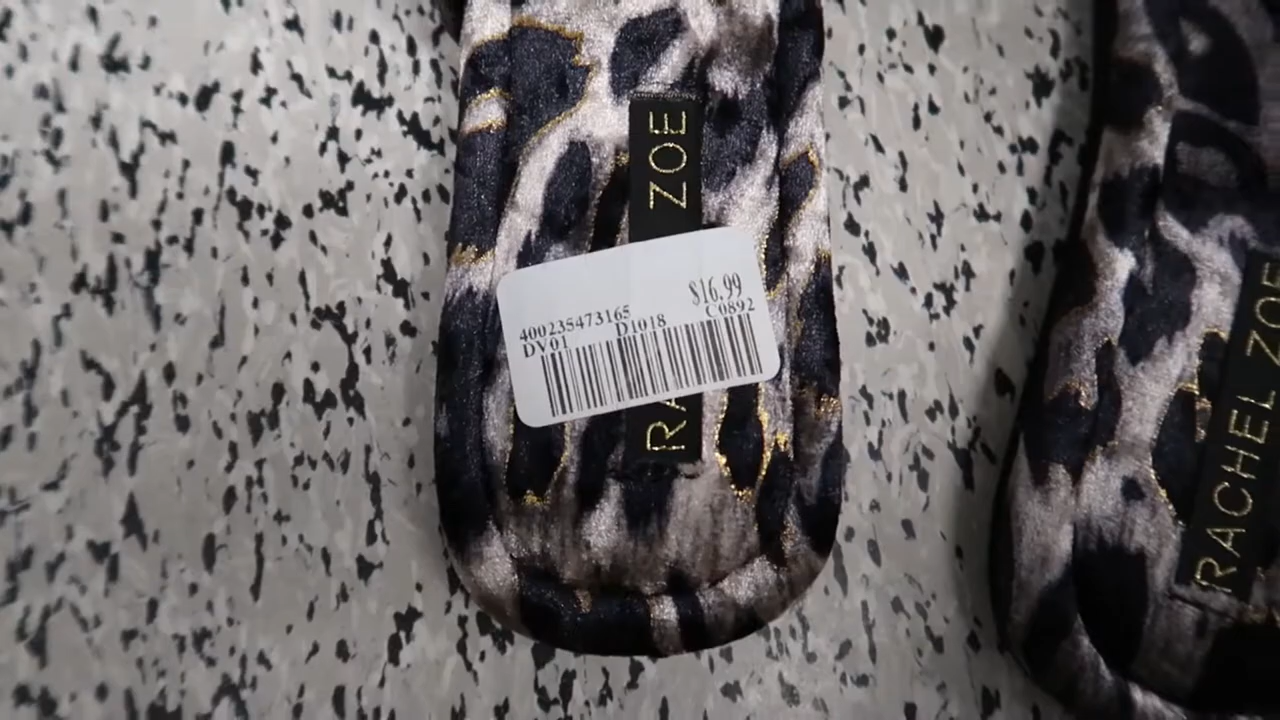 ZOE
$16.99
400235473165
D1018
C0892
DV01
RA
RACHEL ZOE